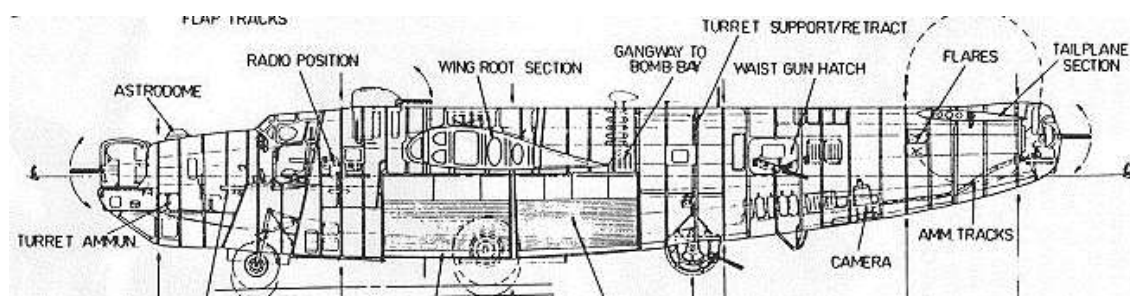 FLAP TRACKS
TURRET SUPPORT/RETRACT
GANGWAY TO
BOMB-BAY
TAILPLANE
SECTION
RADIO POSITION
WING ROOT SECTION
WAIST GUN HATCH
FLARES
ASTRODOME
TURRET AMMUN.
AMM. TRACKS
CAMERA